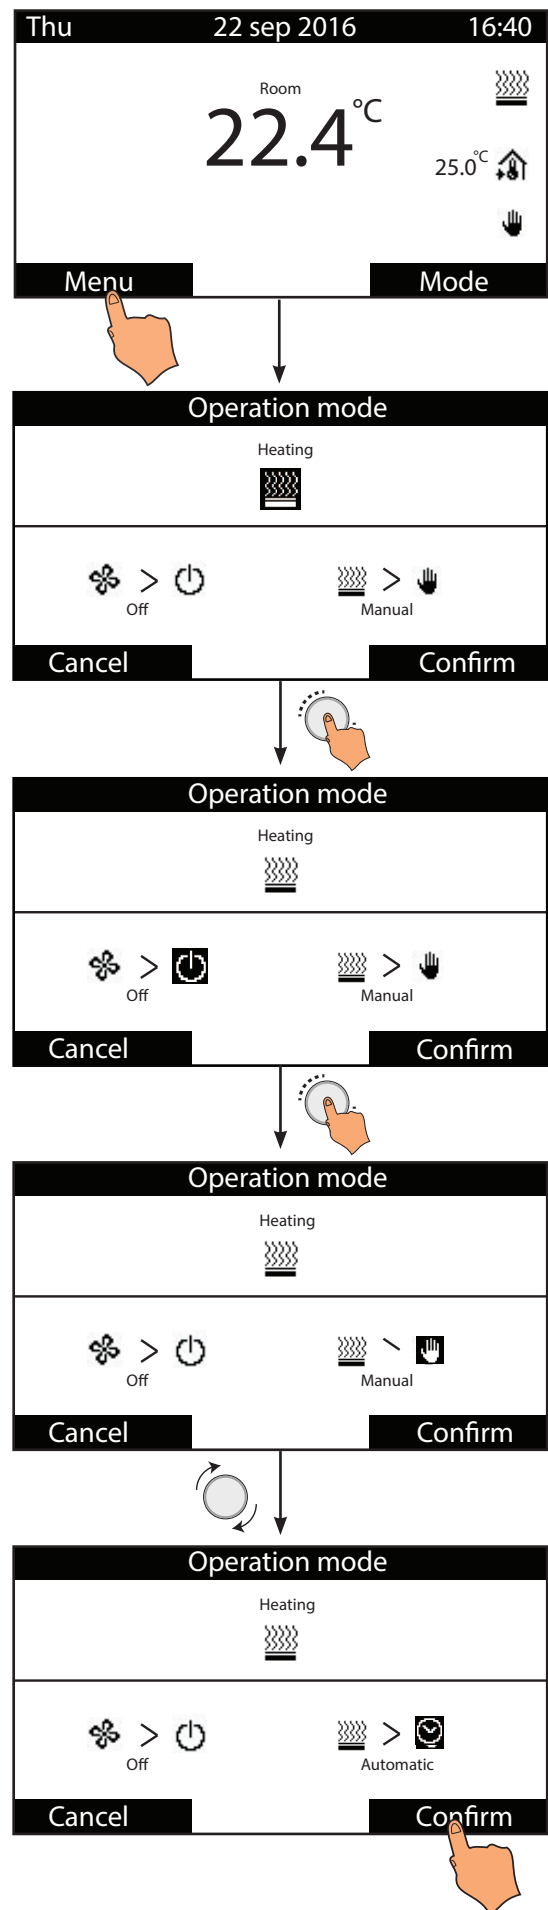 Thu 22 sep 2016 16:40
Room
22.4°C
25.0°C
Menu Mode
Operation mode
Heating
> >
Off Manual
Cancel Confirm
Operation mode
Heating
> >
Off Manual
Cancel Confirm
Operation mode
Heating
>
Off Manual
Cancel Confirm
Operation mode
Heating
> >
Off Automatic
Cancel Confirm